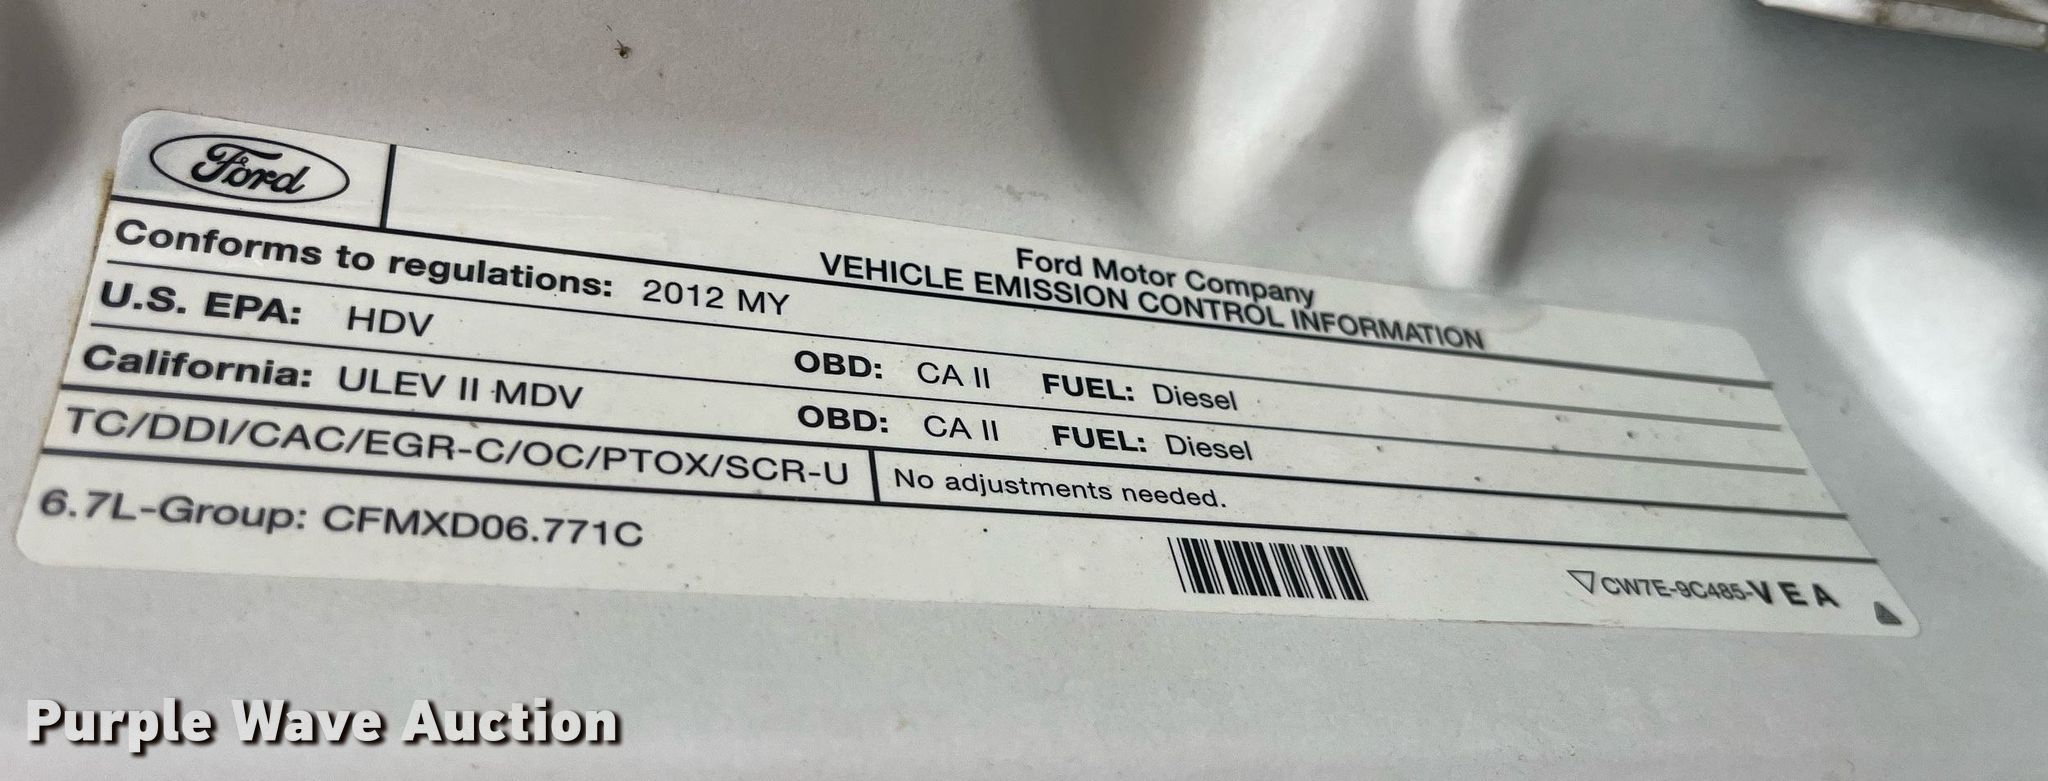 Ford
Ford Motor Company
VEHICLE EMISSION CONTROL INFORMATION
Conforms to regulations: 2012 MY
U.S. EPA: HDV OBD: CA II FUEL: Diesel
California: ULEV II MDV OBD: CA II FUEL: Diesel
TC/DDI/CAC/EGR-C/OC/PTOX/SCR-U No adjustments needed.
6.7L-Group: CFMXD06.771C
CW7E-9C485-VEA
Purple Wave Auction